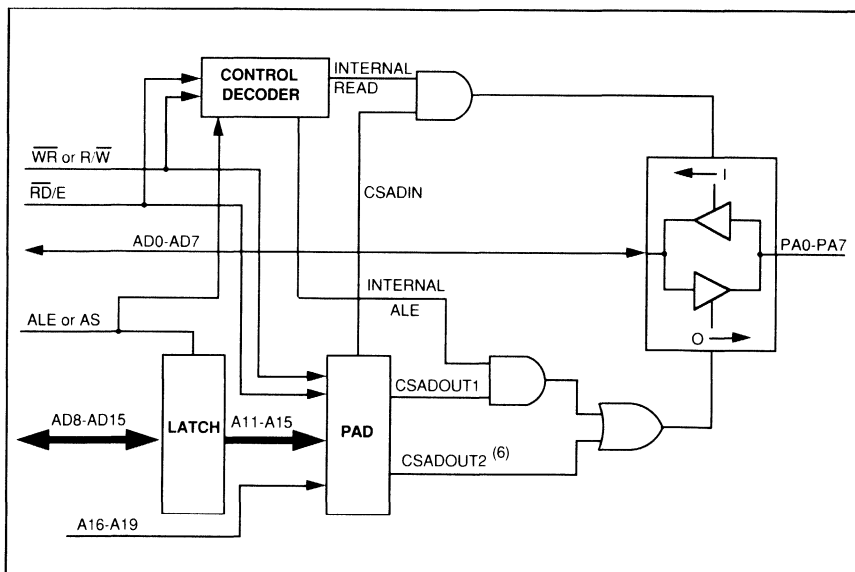 CONTROL
DECODER
INTERNAL
READ
WR or R/W
RD/E
CSADIN
AD0-AD7
I
PA0-PA7
INTERNAL
ALE
O
ALE or AS
CSADOUT1
AD8-AD15
LATCH
A11-A15
PAD
CSADOUT2 (6)
A16-A19